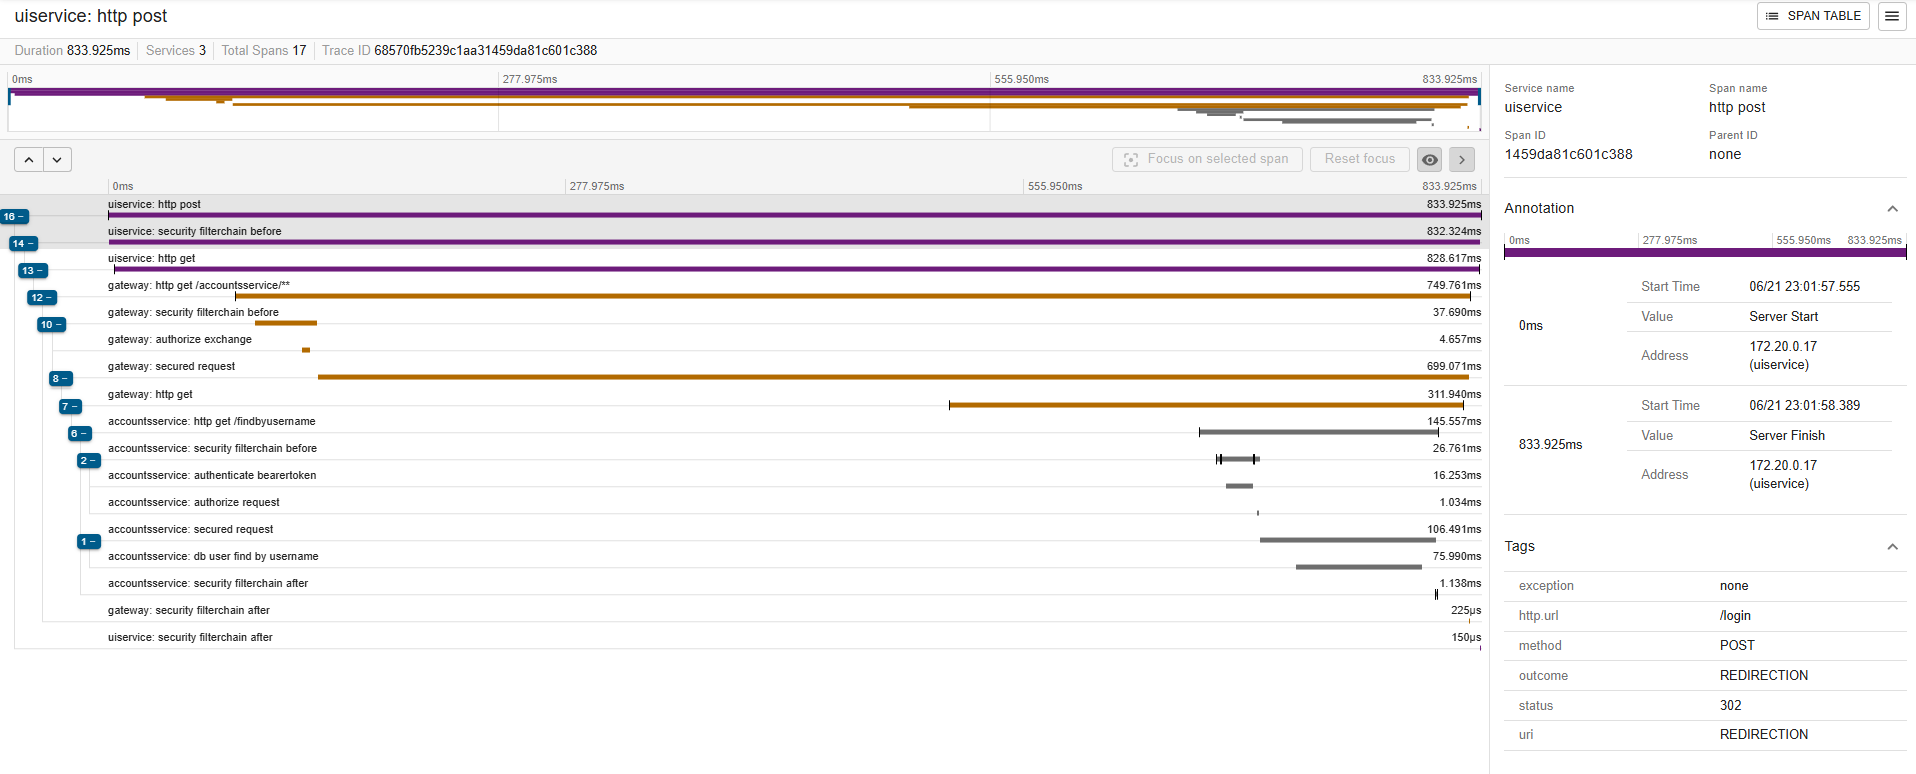 uiservice: http post
SPAN TABLE
Duration 833.925ms Services 3 Total Spans 17 Trace ID 68570fb5239c1aa31459da81c601c388
0ms 277.975ms 555.950ms 833.925ms
Focus on selected span Reset focus
0ms 277.975ms 555.950ms 833.925ms
uiservice: http post 833.925ms
16 −
uiservice: security filterchain before 832.324ms
14 −
uiservice: http get 828.617ms
13 −
gateway: http get /accountsservice/** 749.761ms
12 −
gateway: security filterchain before 37.690ms
10 −
gateway: authorize exchange 4.657ms
gateway: secured request 699.071ms
8 −
gateway: http get 311.940ms
7 −
accountsservice: http get /findbyusername 145.557ms
6 −
accountsservice: security filterchain before 26.761ms
2 −
accountsservice: authenticate bearertoken 16.253ms
accountsservice: authorize request 1.034ms
accountsservice: secured request 106.491ms
1 −
accountsservice: db user find by username 75.990ms
accountsservice: security filterchain after 1.138ms
gateway: security filterchain after 225μs
uiservice: security filterchain after 150μs
Service name Span name
uiservice http post
Span ID Parent ID
1459da81c601c388 none
Annotation
0ms 277.975ms 555.950ms 833.925ms
0ms
Start Time 06/21 23:01:57.555
Value Server Start
Address 172.20.0.17
(uiservice)
833.925ms
Start Time 06/21 23:01:58.389
Value Server Finish
Address 172.20.0.17
(uiservice)
Tags
exception none
http.url /login
method POST
outcome REDIRECTION
status 302
uri REDIRECTION